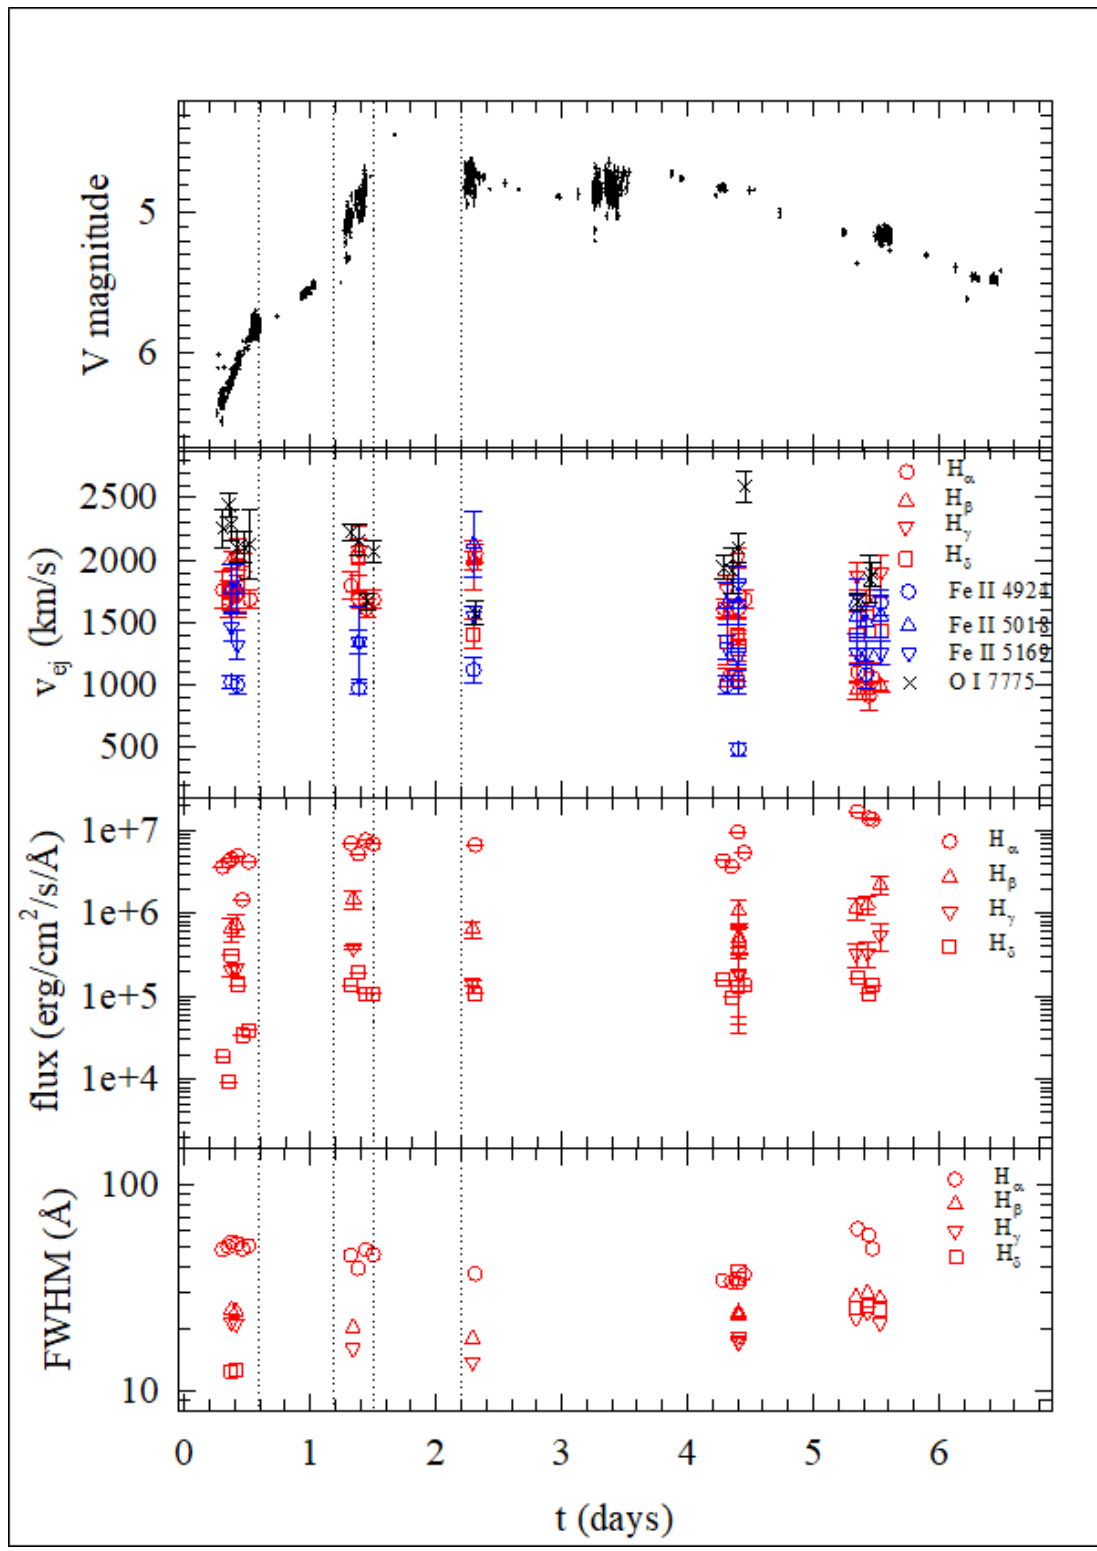 V magnitude
5
6
v_ej (km/s)
2500
2000
1500
1000
500
H_α
H_β
H_γ
H_δ
Fe II 4924
Fe II 5018
Fe II 5169
O I 7775
flux (erg/cm²/s/Å)
1e+7
1e+6
1e+5
1e+4
H_α
H_β
H_γ
H_δ
FWHM (Å)
100
10
H_α
H_β
H_γ
H_δ
0 1 2 3 4 5 6
t (days)